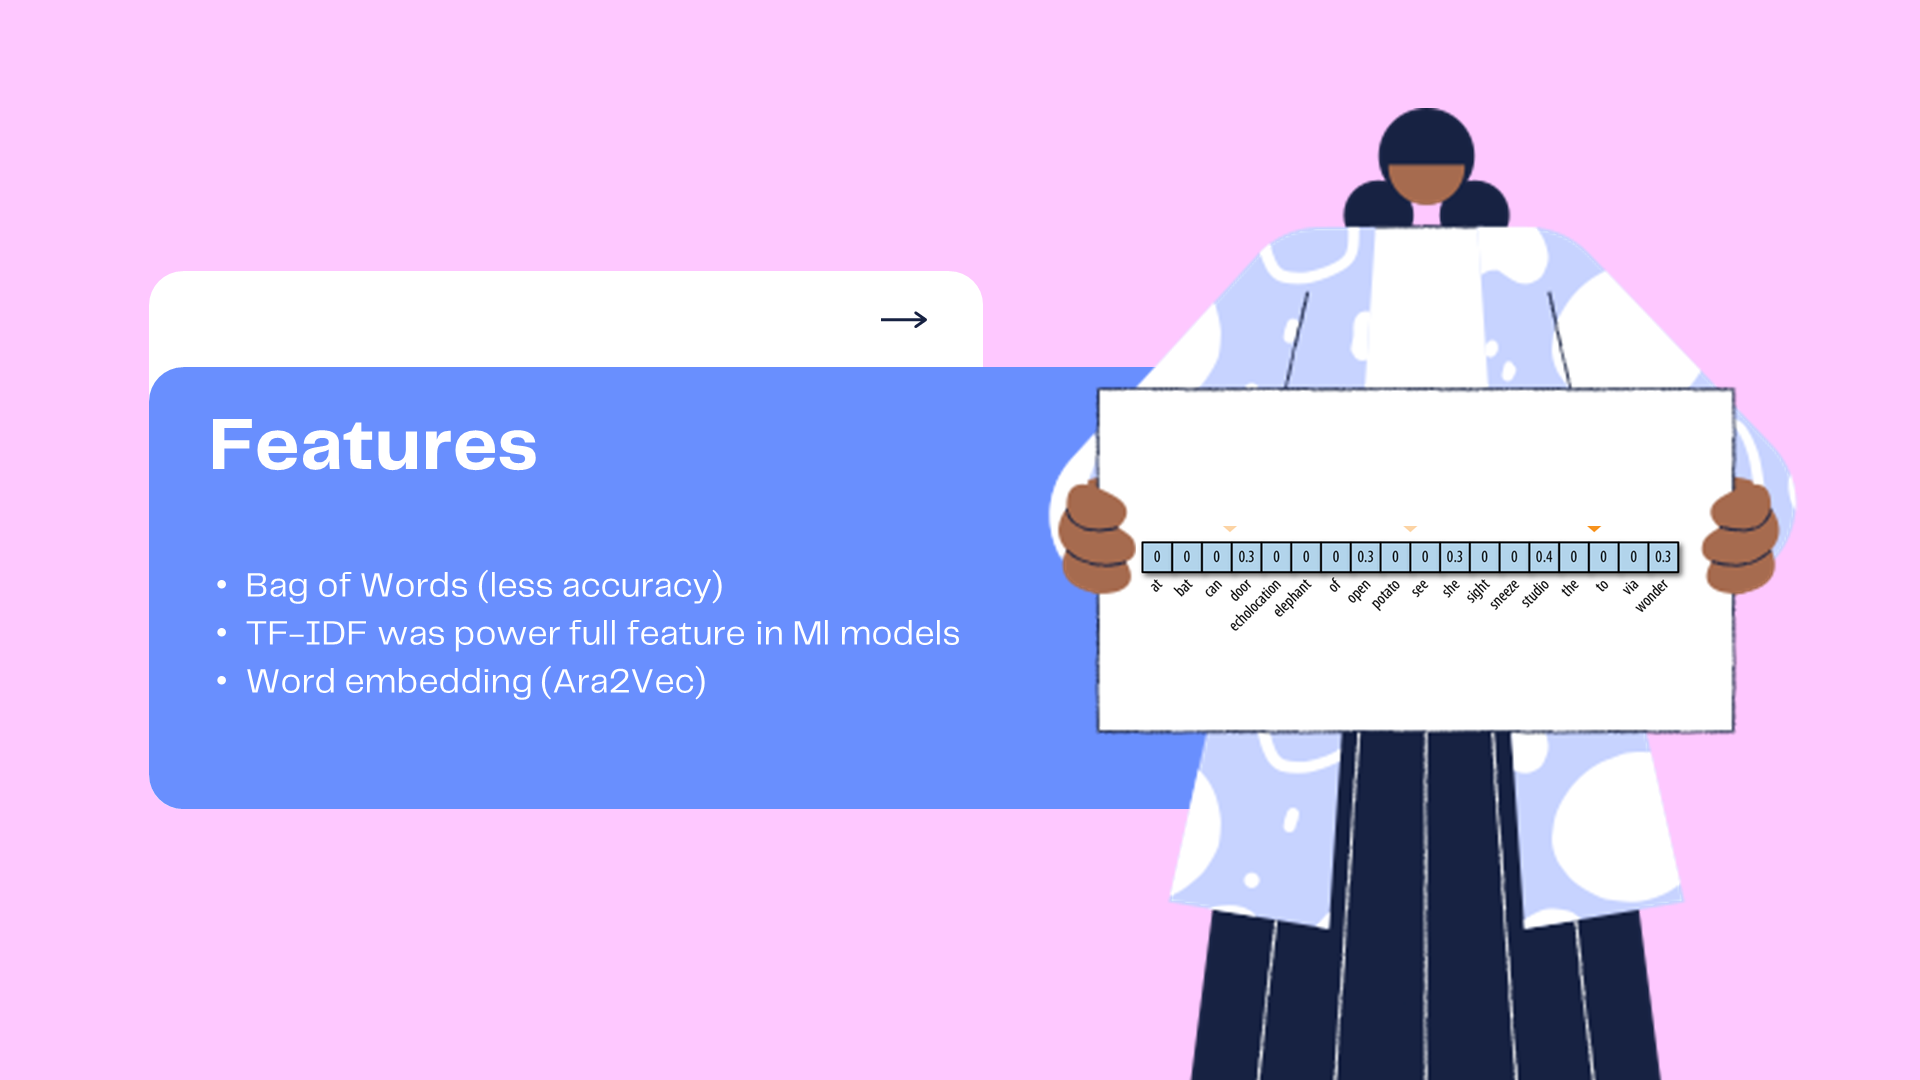 Features
• Bag of Words (less accuracy)
• TF-IDF was power full feature in Ml models
• Word embedding (Ara2Vec)
0 0 0 0.3 0 0 0 0.3 0 0 0.3 0 0 0.4 0 0 0 0.3
at bat can door echolocation elephant of open potato see she sight sneeze studio the to via wonder